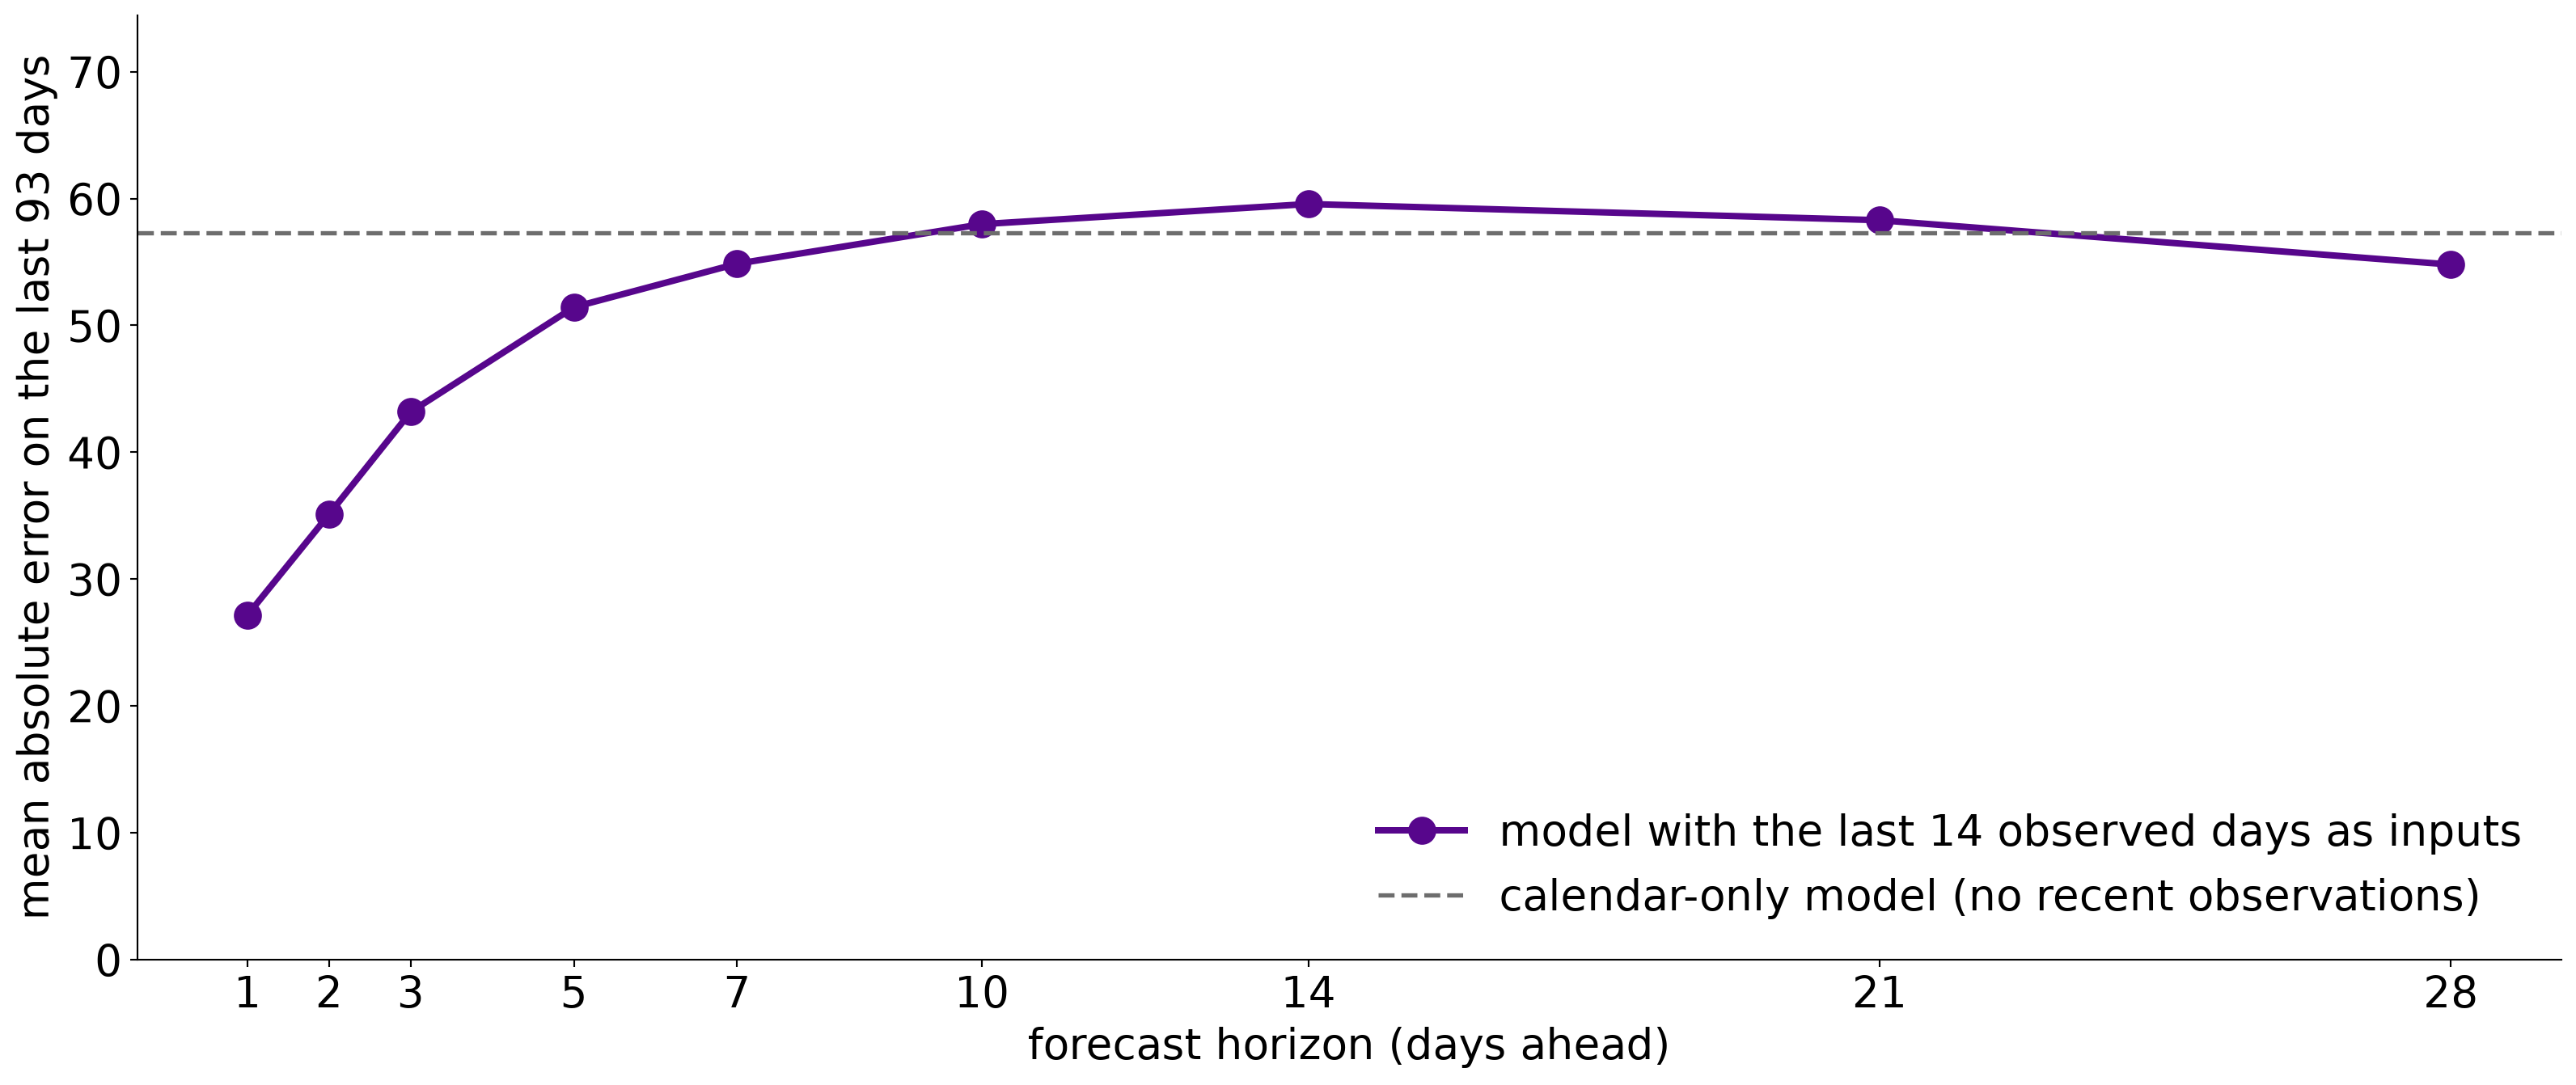 mean absolute error on the last 93 days
70
60
50
40
30
20
10
0
model with the last 14 observed days as inputs
calendar-only model (no recent observations)
1 2 3 5 7 10 14 21 28
forecast horizon (days ahead)